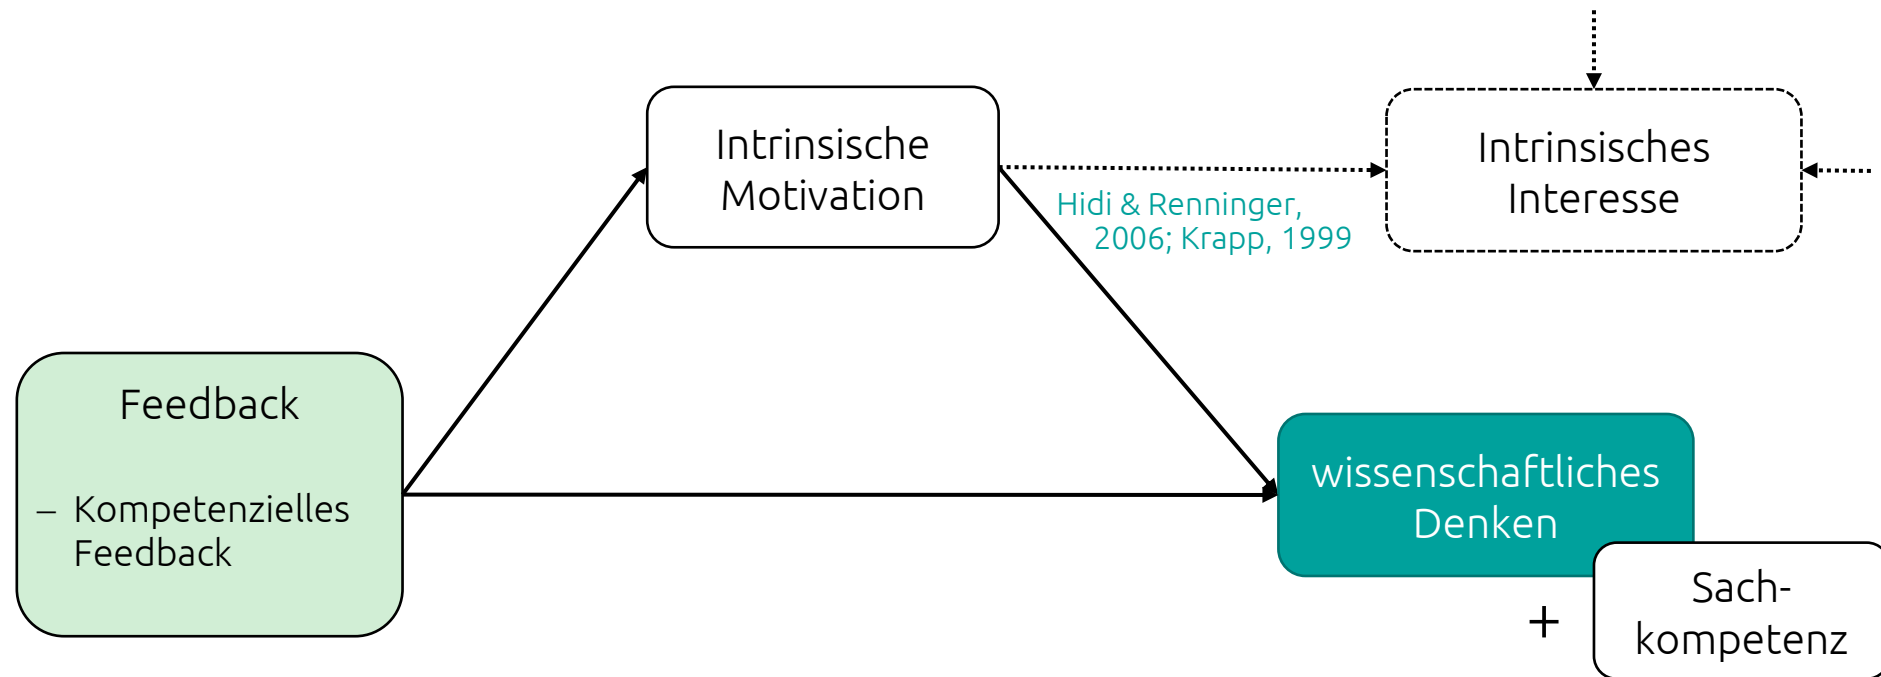 Intrinsische
Motivation
Intrinsisches
Interesse
Hidi & Renninger,
2006; Krapp, 1999
Feedback
– Kompetenzielles
Feedback
wissenschaftliches
Denken
+
Sach-
kompetenz